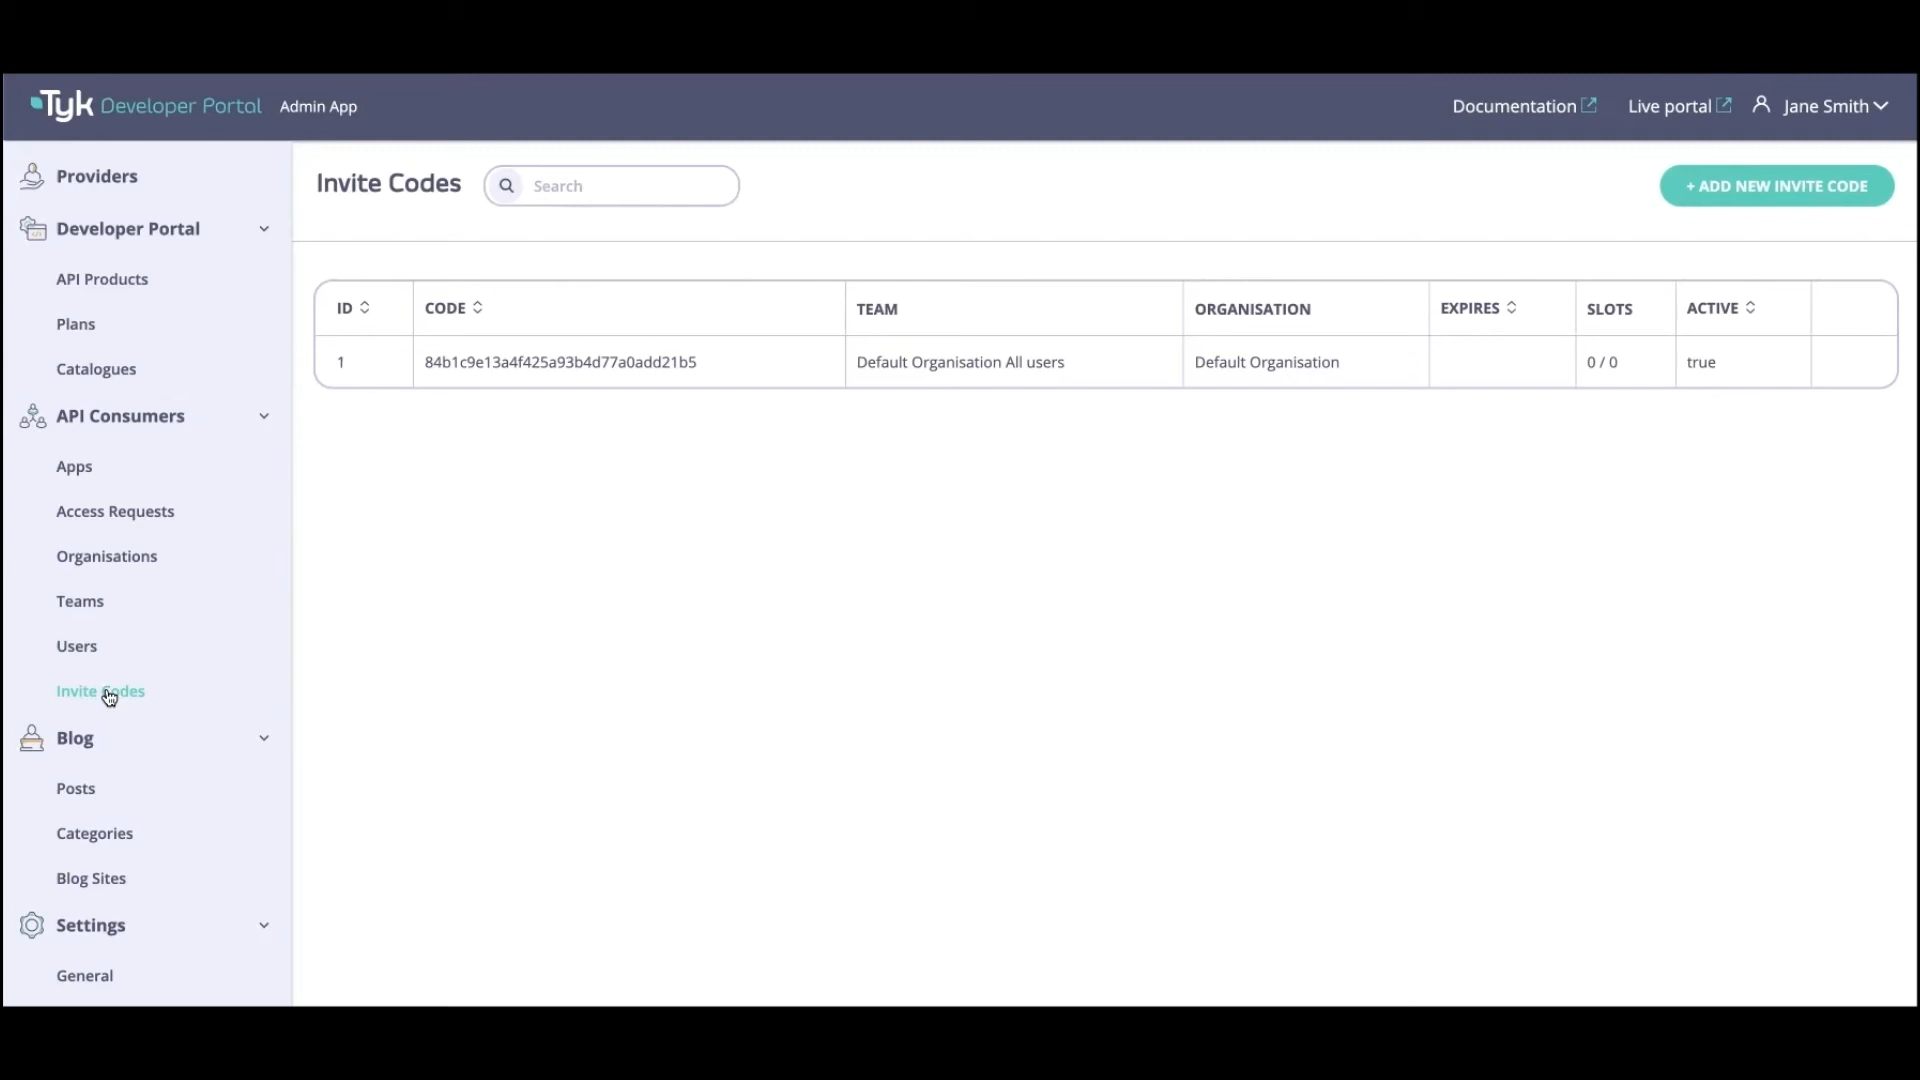 Tyk Developer Portal Admin App Documentation Live portal Jane Smith
Providers
Developer Portal
API Products
Plans
Catalogues
API Consumers
Apps
Access Requests
Organisations
Teams
Users
Invite Codes
Blog
Posts
Categories
Blog Sites
Settings
General
Invite Codes Search + ADD NEW INVITE CODE
ID CODE TEAM ORGANISATION EXPIRES SLOTS ACTIVE
1 84b1c9e13a4f425a93b4d77a0add21b5 Default Organisation All users Default Organisation 0 / 0 true